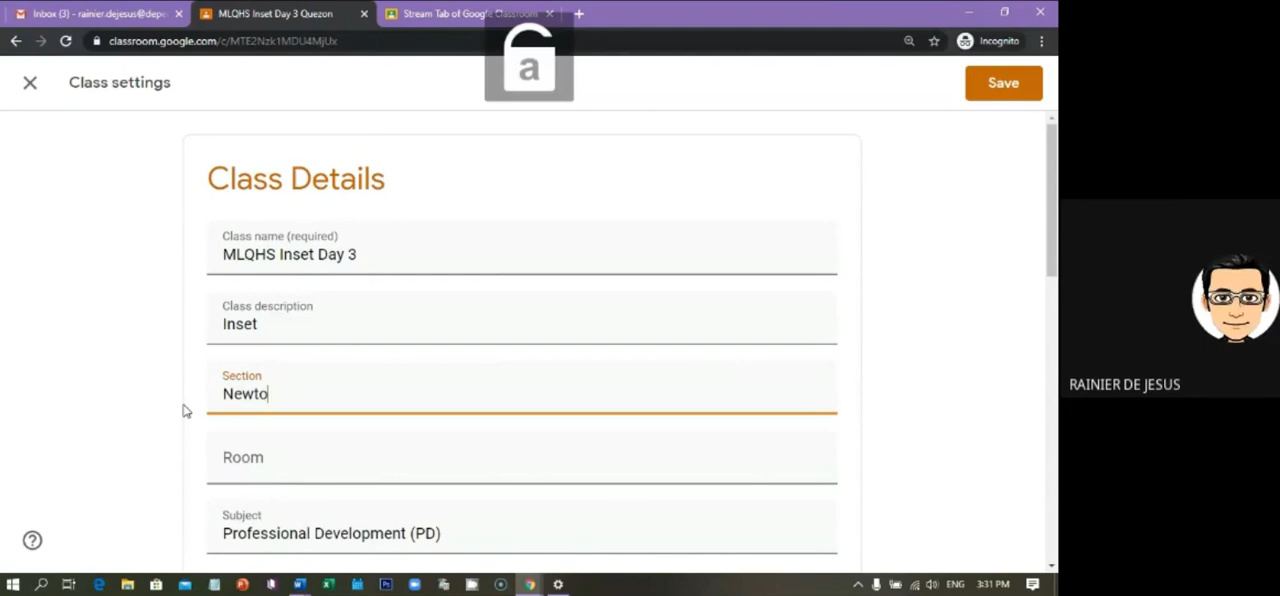 Inbox (3) - rainier.dejesus@depe
MLQHS Inset Day 3 Quezon
Stream Tab of Google Classroom
classroom.google.com/c/MTE2Nzk1MDU4MjUx
Incognito
a
Class settings
Save
Class Details
Class name (required)
MLQHS Inset Day 3
Class description
Inset
Section
Newto
Room
Subject
Professional Development (PD)
RAINIER DE JESUS
ENG
3:31 PM